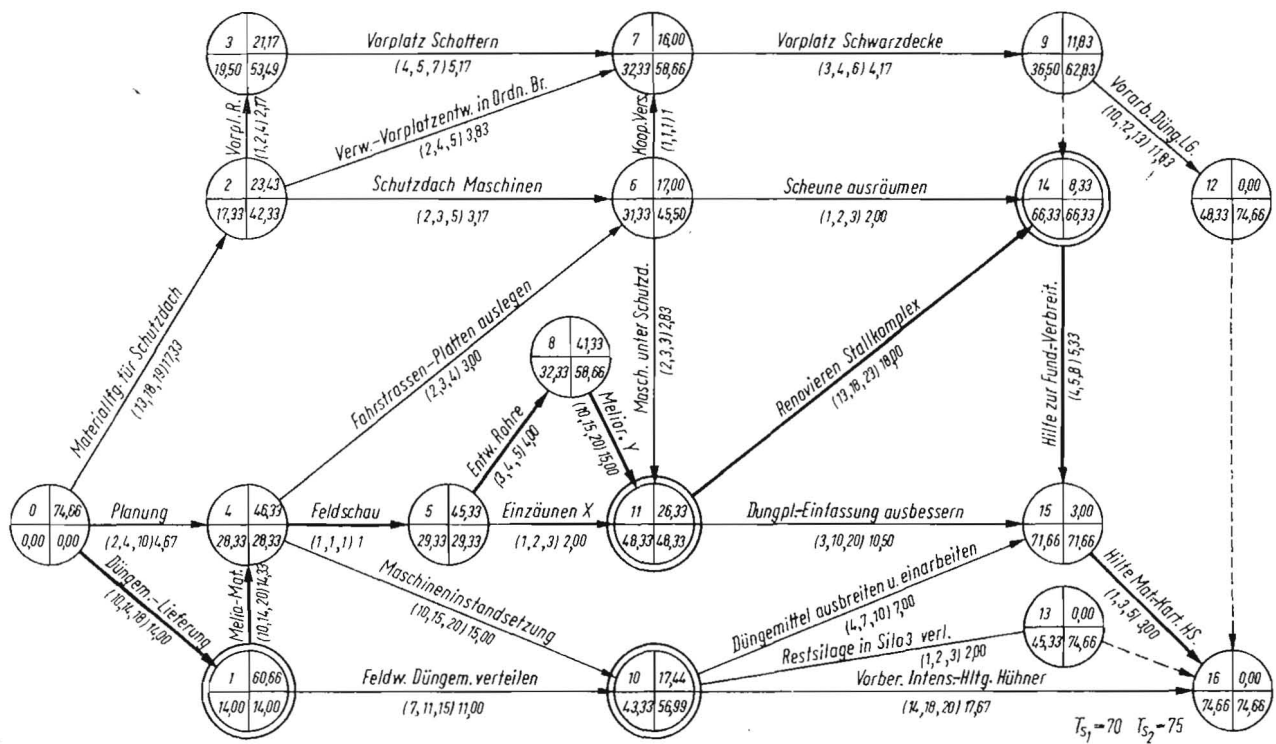 3 21,17
19,50 53,49
Vorplatz Schottern
(4,5,7) 5,17
7 16,00
32,33 58,66
Vorplatz Schwarzdecke
(3,4,6) 4,17
9 11,83
36,50 62,83
Vorarb. Düng. LG.
(10,12,13) 11,83
Vorpl. R.
(1,2,4) 2,17
Verw.-Vorplatzentw. in Ordn. Br.
(2,4,5) 3,83
Koop. Vers.
(1,1,1) 1
2 23,43
17,33 42,33
Schutzdach Maschinen
(2,3,5) 3,17
6 17,00
31,33 45,50
Scheune ausräumen
(1,2,3) 2,00
14 8,33
66,33 66,33
12 0,00
48,33 74,66
Materiallfg. für Schutzdach
(13,18,19) 17,33
Fahrstrassen-Platten auslegen
(2,3,4) 3,00
8 41,33
32,33 58,66
Masch. unter Schutzd.
(2,3,3) 2,83
Renovieren Stallkomplex
(13,18,23) 18,00
Hilfe zur Fund.-Verbreit.
(4,5,8) 5,33
Entw. Rohre
(3,4,5) 4,00
Melior. Y
(10,15,20) 15,00
0 74,66
0,00 0,00
Planung
(2,4,10) 4,67
4 46,33
28,33 28,33
Feldschau
(1,1,1) 1
5 45,33
29,33 29,33
Einzäunen X
(1,2,3) 2,00
11 26,33
48,33 48,33
Dungpl.-Einfassung ausbessern
(3,10,20) 10,50
15 3,00
71,66 71,66
Düngem.-Lieferung
(10,14,18) 14,00
Melio-Mat.
(10,14,20) 14,33
Maschineninstandsetzung
(10,15,20) 15,00
Düngemittel ausbreiten u. einarbeiten
(4,7,10) 7,00
Hilfe Mat.-Kart. HS.
(1,3,5) 3,00
13 0,00
45,33 74,66
Restsilage in Silo 3 verl.
(1,2,3) 2,00
1 60,66
14,00 14,00
Feldw. Düngem. verteilen
(7,11,15) 11,00
10 17,44
43,33 56,99
Vorber. Intens.-Hltg. Hühner
(14,18,20) 17,67
16 0,00
74,66 74,66
Ts1=70 Ts2=75